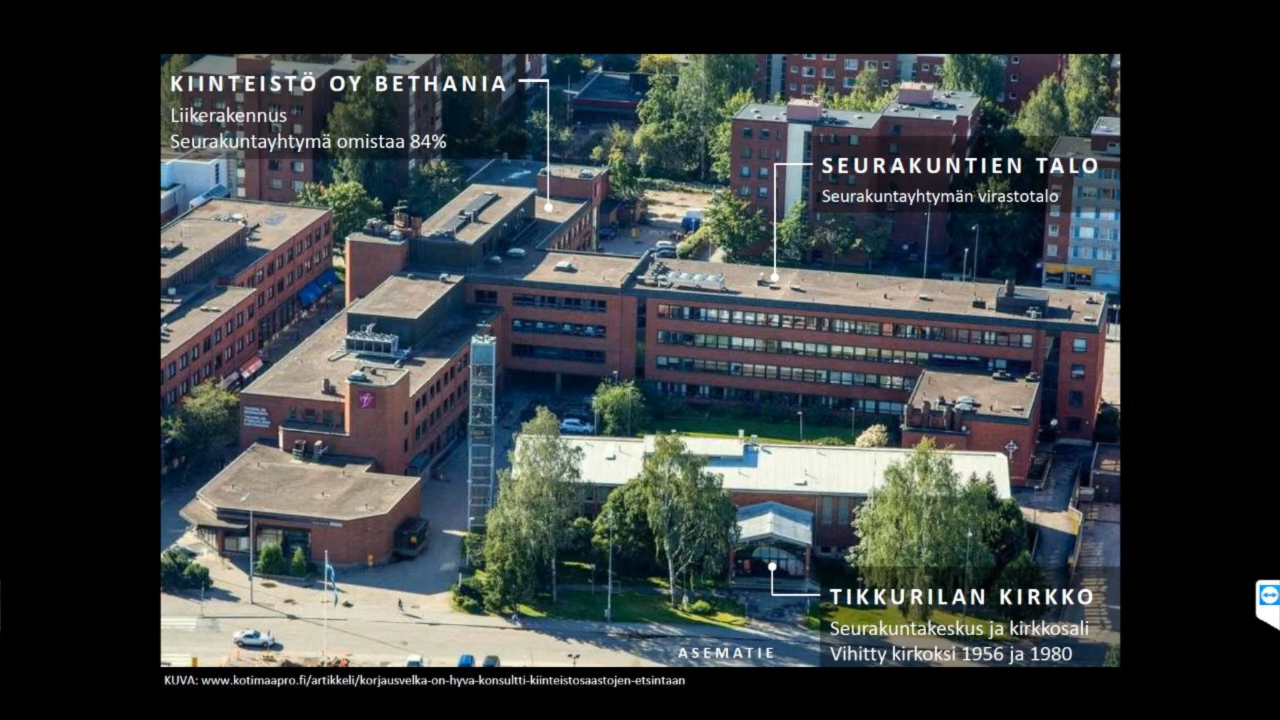 KIINTEISTÖ OY BETHANIA
Liikerakennus
Seurakuntayhtymä omistaa 84%
SEURAKUNTIEN TALO
Seurakuntayhtymän virastotalo
TIKKURILAN KIRKKO
Seurakuntakeskus ja kirkkosali
Vihitty kirkoksi 1956 ja 1980
ASEMATIE
KUVA: www.kotimaapro.fi/artikkeli/korjausvelka-on-hyva-konsultti-kiinteistosaastojen-etsintaan